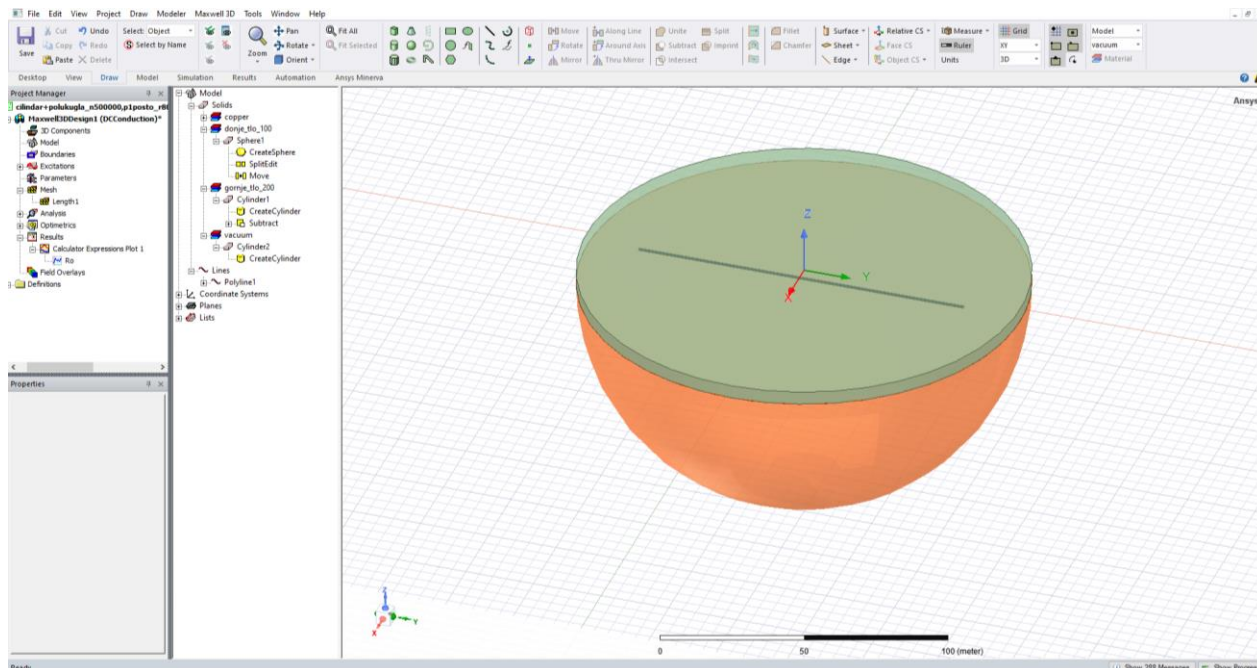 File Edit View Project Draw Modeler Maxwell 3D Tools Window Help
Save
Cut
Copy
Paste
Undo
Redo
Delete
Select: Object
Select by Name
Zoom
Pan
Rotate
Orient
Fit All
Fit Selected
Move
Rotate
Mirror
Along Line
Around Axis
Thru Mirror
Unite
Subtract
Intersect
Split
Imprint
Fillet
Chamfer
Surface
Sheet
Edge
Relative CS
Face CS
Object CS
Measure
Ruler
Units
Grid
XY
3D
Model
vacuum
Material
Desktop View Draw Model Simulation Results Automation Ansys Minerva
Project Manager
cilindar+polukugla_n500000,p1posto_r80
Maxwell3DDesign1 (DCConduction)*
3D Components
Model
Boundaries
Excitations
Parameters
Mesh
Length1
Analysis
Optimetrics
Results
Calculator Expressions Plot 1
Ro
Field Overlays
Definitions
Properties
Model
Solids
copper
donje_tlo_100
Sphere1
CreateSphere
SplitEdit
Move
gornje_tlo_200
Cylinder1
CreateCylinder
Subtract
vacuum
Cylinder2
CreateCylinder
Lines
Polyline1
Coordinate Systems
Planes
Lists
Ansys
Z
Y
X
Z
Y
X
0 50 100 (meter)
Ready